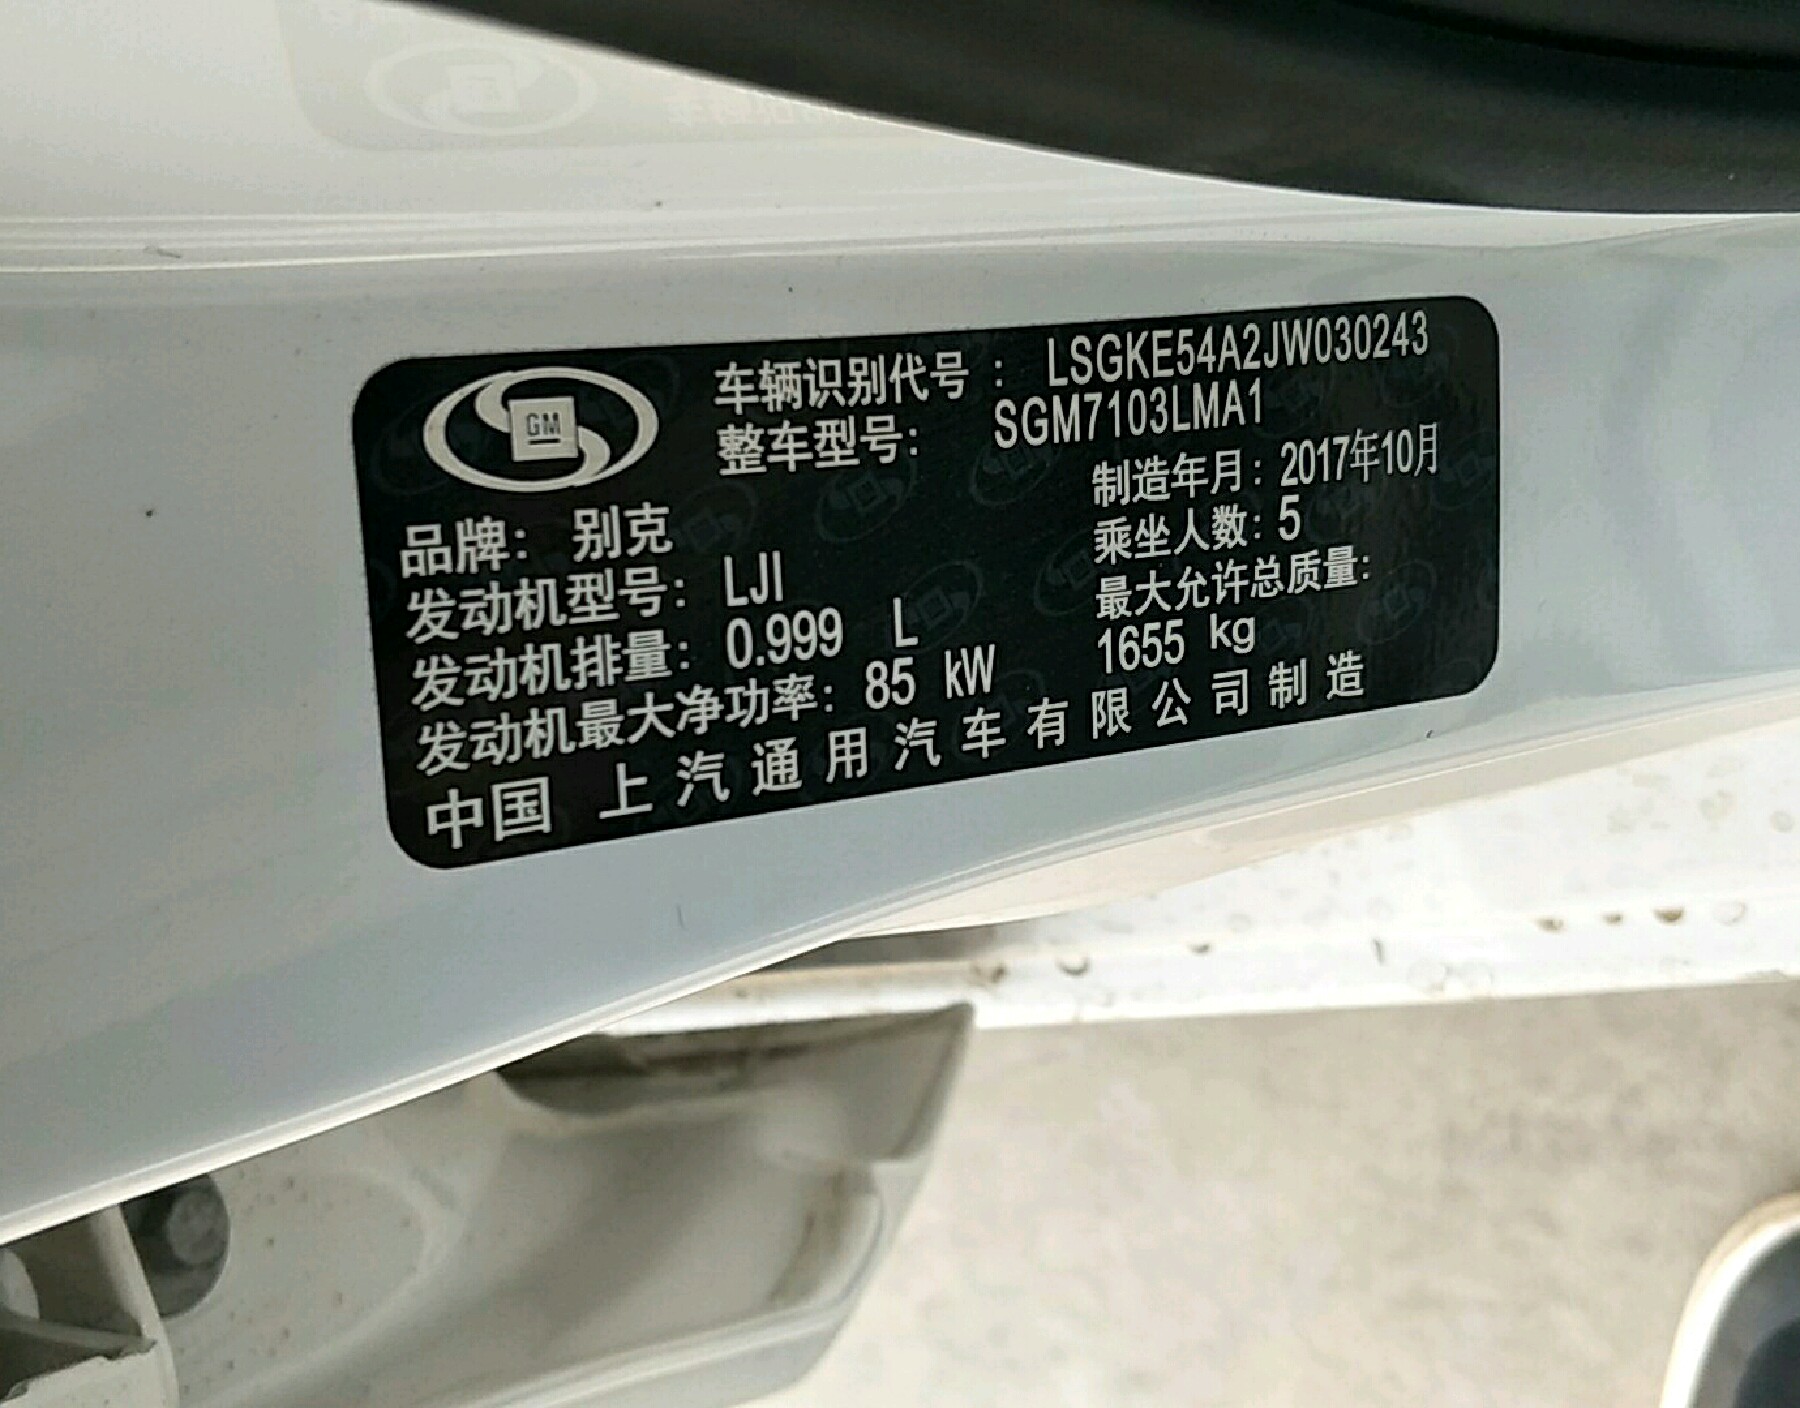 GM
车辆识别代号： LSGKE54A2JW030243
整车型号： SGM7103LMA1
制造年月：2017年10月
品牌： 别克
乘坐人数：5
发动机型号： LJI
最大允许总质量：
发动机排量： 0.999 L
1655 kg
发动机最大净功率： 85 kW
中国 上汽通用汽车有限公司制造